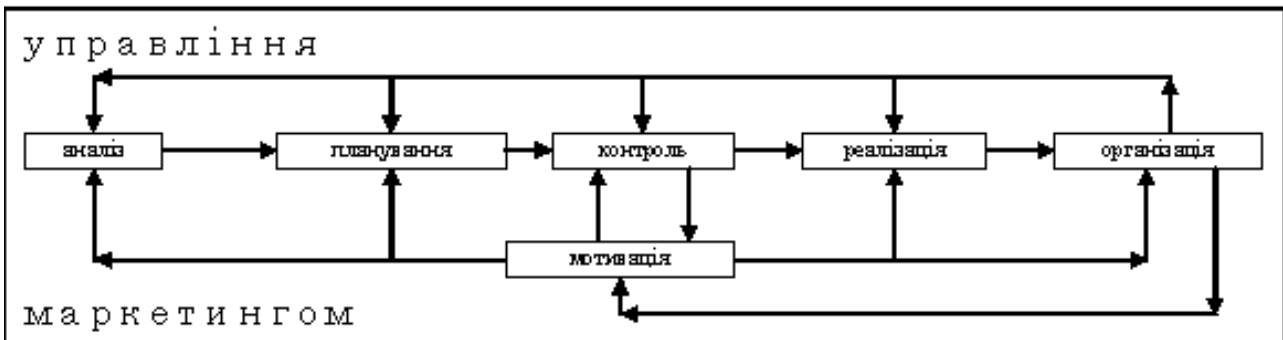 управління
аналіз
планування
контроль
реалізація
організація
мотивація
маркетингом